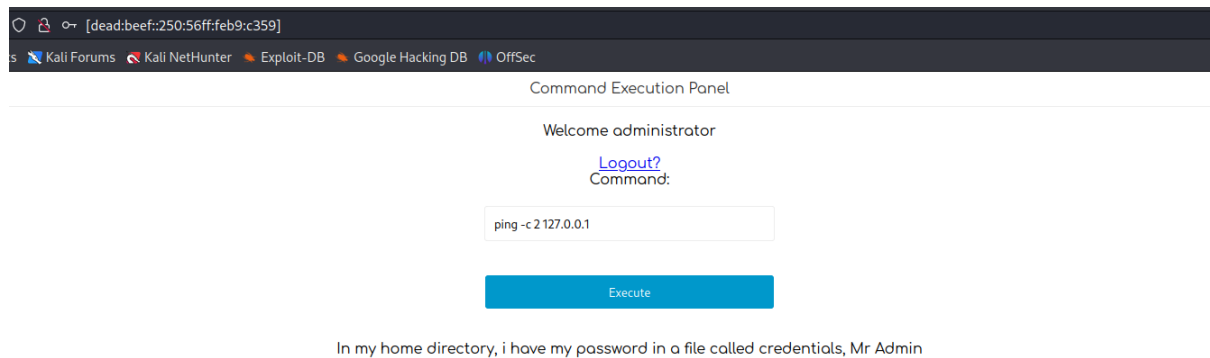 [dead:beef::250:56ff:feb9:c359]
s Kali Forums Kali NetHunter Exploit-DB Google Hacking DB OffSec
Command Execution Panel
Welcome administrator
Logout?
Command:
ping -c 2 127.0.0.1
Execute
In my home directory, i have my password in a file called credentials, Mr Admin